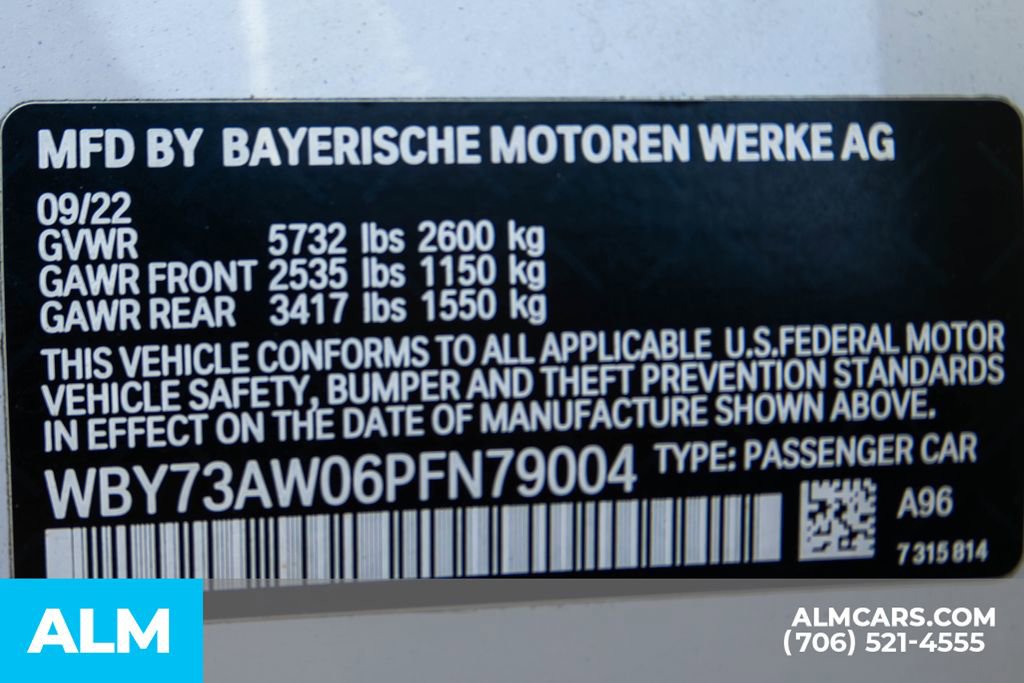 MFD BY BAYERISCHE MOTOREN WERKE AG
09/22
GVWR 5732 lbs 2600 kg
GAWR FRONT 2535 lbs 1150 kg
GAWR REAR 3417 lbs 1550 kg
THIS VEHICLE CONFORMS TO ALL APPLICABLE U.S.FEDERAL MOTOR
VEHICLE SAFETY, BUMPER AND THEFT PREVENTION STANDARDS
IN EFFECT ON THE DATE OF MANUFACTURE SHOWN ABOVE.
WBY73AW06PFN79004 TYPE: PASSENGER CAR
A96
7315814
ALM
ALMCARS.COM
(706) 521-4555